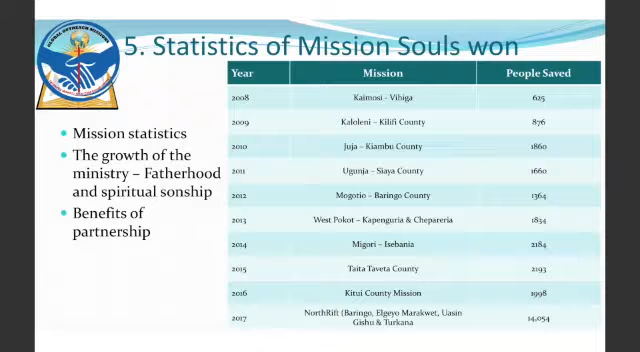 GLOBAL OUTREACH MISSIONS
5. Statistics of Mission Souls won
Mission statistics
The growth of the
ministry – Fatherhood
and spiritual sonship
Benefits of
partnership
Year Mission People Saved
2008 Kaimosi - Vihiga 625
2009 Kaloleni – Kilifi County 876
2010 Juja – Kiambu County 1860
2011 Ugunja – Siaya County 1660
2012 Mogotio – Baringo County 1364
2013 West Pokot – Kapenguria & Chepareria 1834
2014 Migori – Isebania 2184
2015 Taita Taveta County 2193
2016 Kitui County Mission 1998
2017 NorthRift (Baringo, Elgeyo Marakwet, Uasin
Gishu & Turkana 14,054